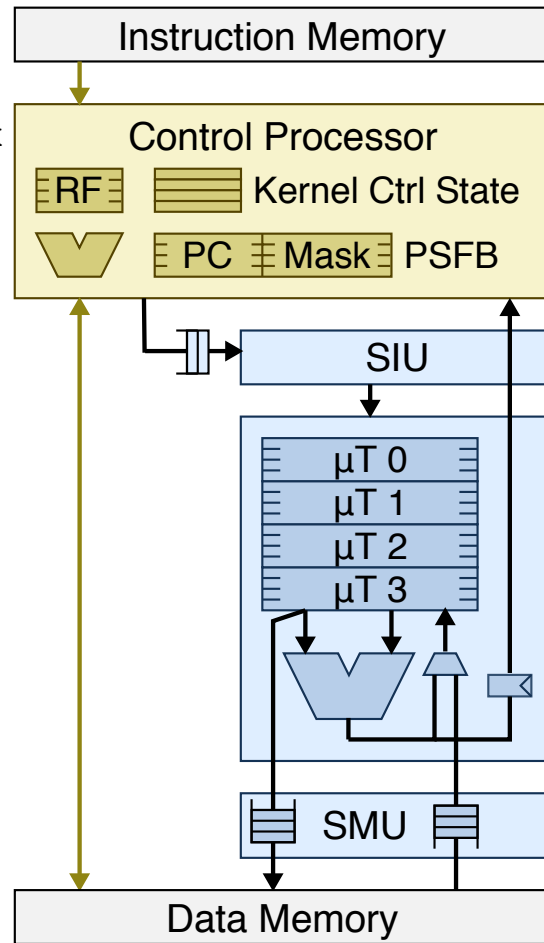 Instruction Memory
Control Processor
RF Kernel Ctrl State
PC Mask PSFB
SIU
µT 0
µT 1
µT 2
µT 3
SMU
Data Memory